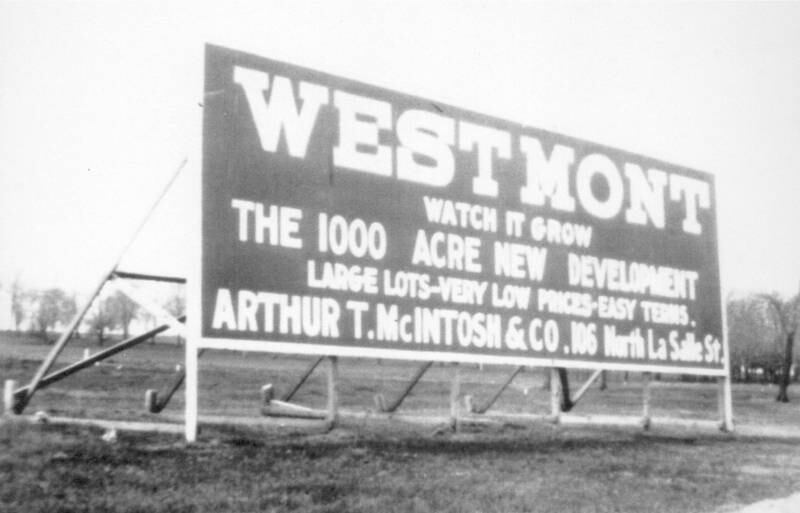 WESTMONT
WATCH IT GROW
THE 1000 ACRE NEW DEVELOPMENT
LARGE LOTS-VERY LOW PRICES-EASY TERMS.
ARTHUR T. McINTOSH & CO. 106 North La Salle St.